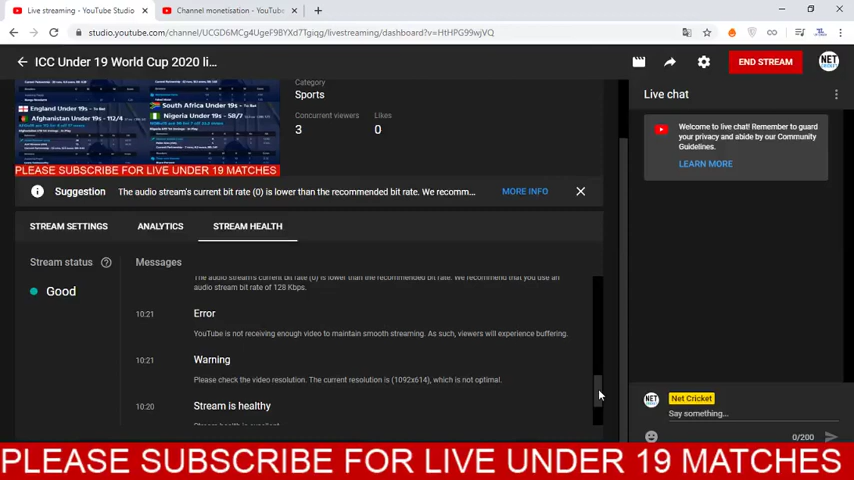 Live streaming - YouTube Studio
Channel monetisation - YouTube
studio.youtube.com/channel/UCGD6MCg4UgeF9BYXd7Tgiqg/livestreaming/dashboard?v=HtHPG99wjVQ
ICC Under 19 World Cup 2020 li...
END STREAM
NET
CRICKET
England Under 19s
Afghanistan Under 19s - 112/4
South Africa Under 19s
Nigeria Under 19s - 58/7
PLEASE SUBSCRIBE FOR LIVE UNDER 19 MATCHES
Category
Sports
Concurrent viewers
Likes
3
0
Suggestion
The audio stream's current bit rate (0) is lower than the recommended bit rate. We recomm...
MORE INFO
STREAM SETTINGS
ANALYTICS
STREAM HEALTH
Stream status
Good
Messages
The audio stream's current bit rate (0) is lower than the recommended bit rate. We recommend that you use an
audio stream bit rate of 128 Kbps.
10:21
Error
YouTube is not receiving enough video to maintain smooth streaming. As such, viewers will experience buffering.
10:21
Warning
Please check the video resolution. The current resolution is (1092x614), which is not optimal.
10:20
Stream is healthy
Stream health is excellent.
Live chat
Welcome to live chat! Remember to guard
your privacy and abide by our Community
Guidelines.
LEARN MORE
NET
Net Cricket
Say something...
0/200
PLEASE SUBSCRIBE FOR LIVE UNDER 19 MATCHES